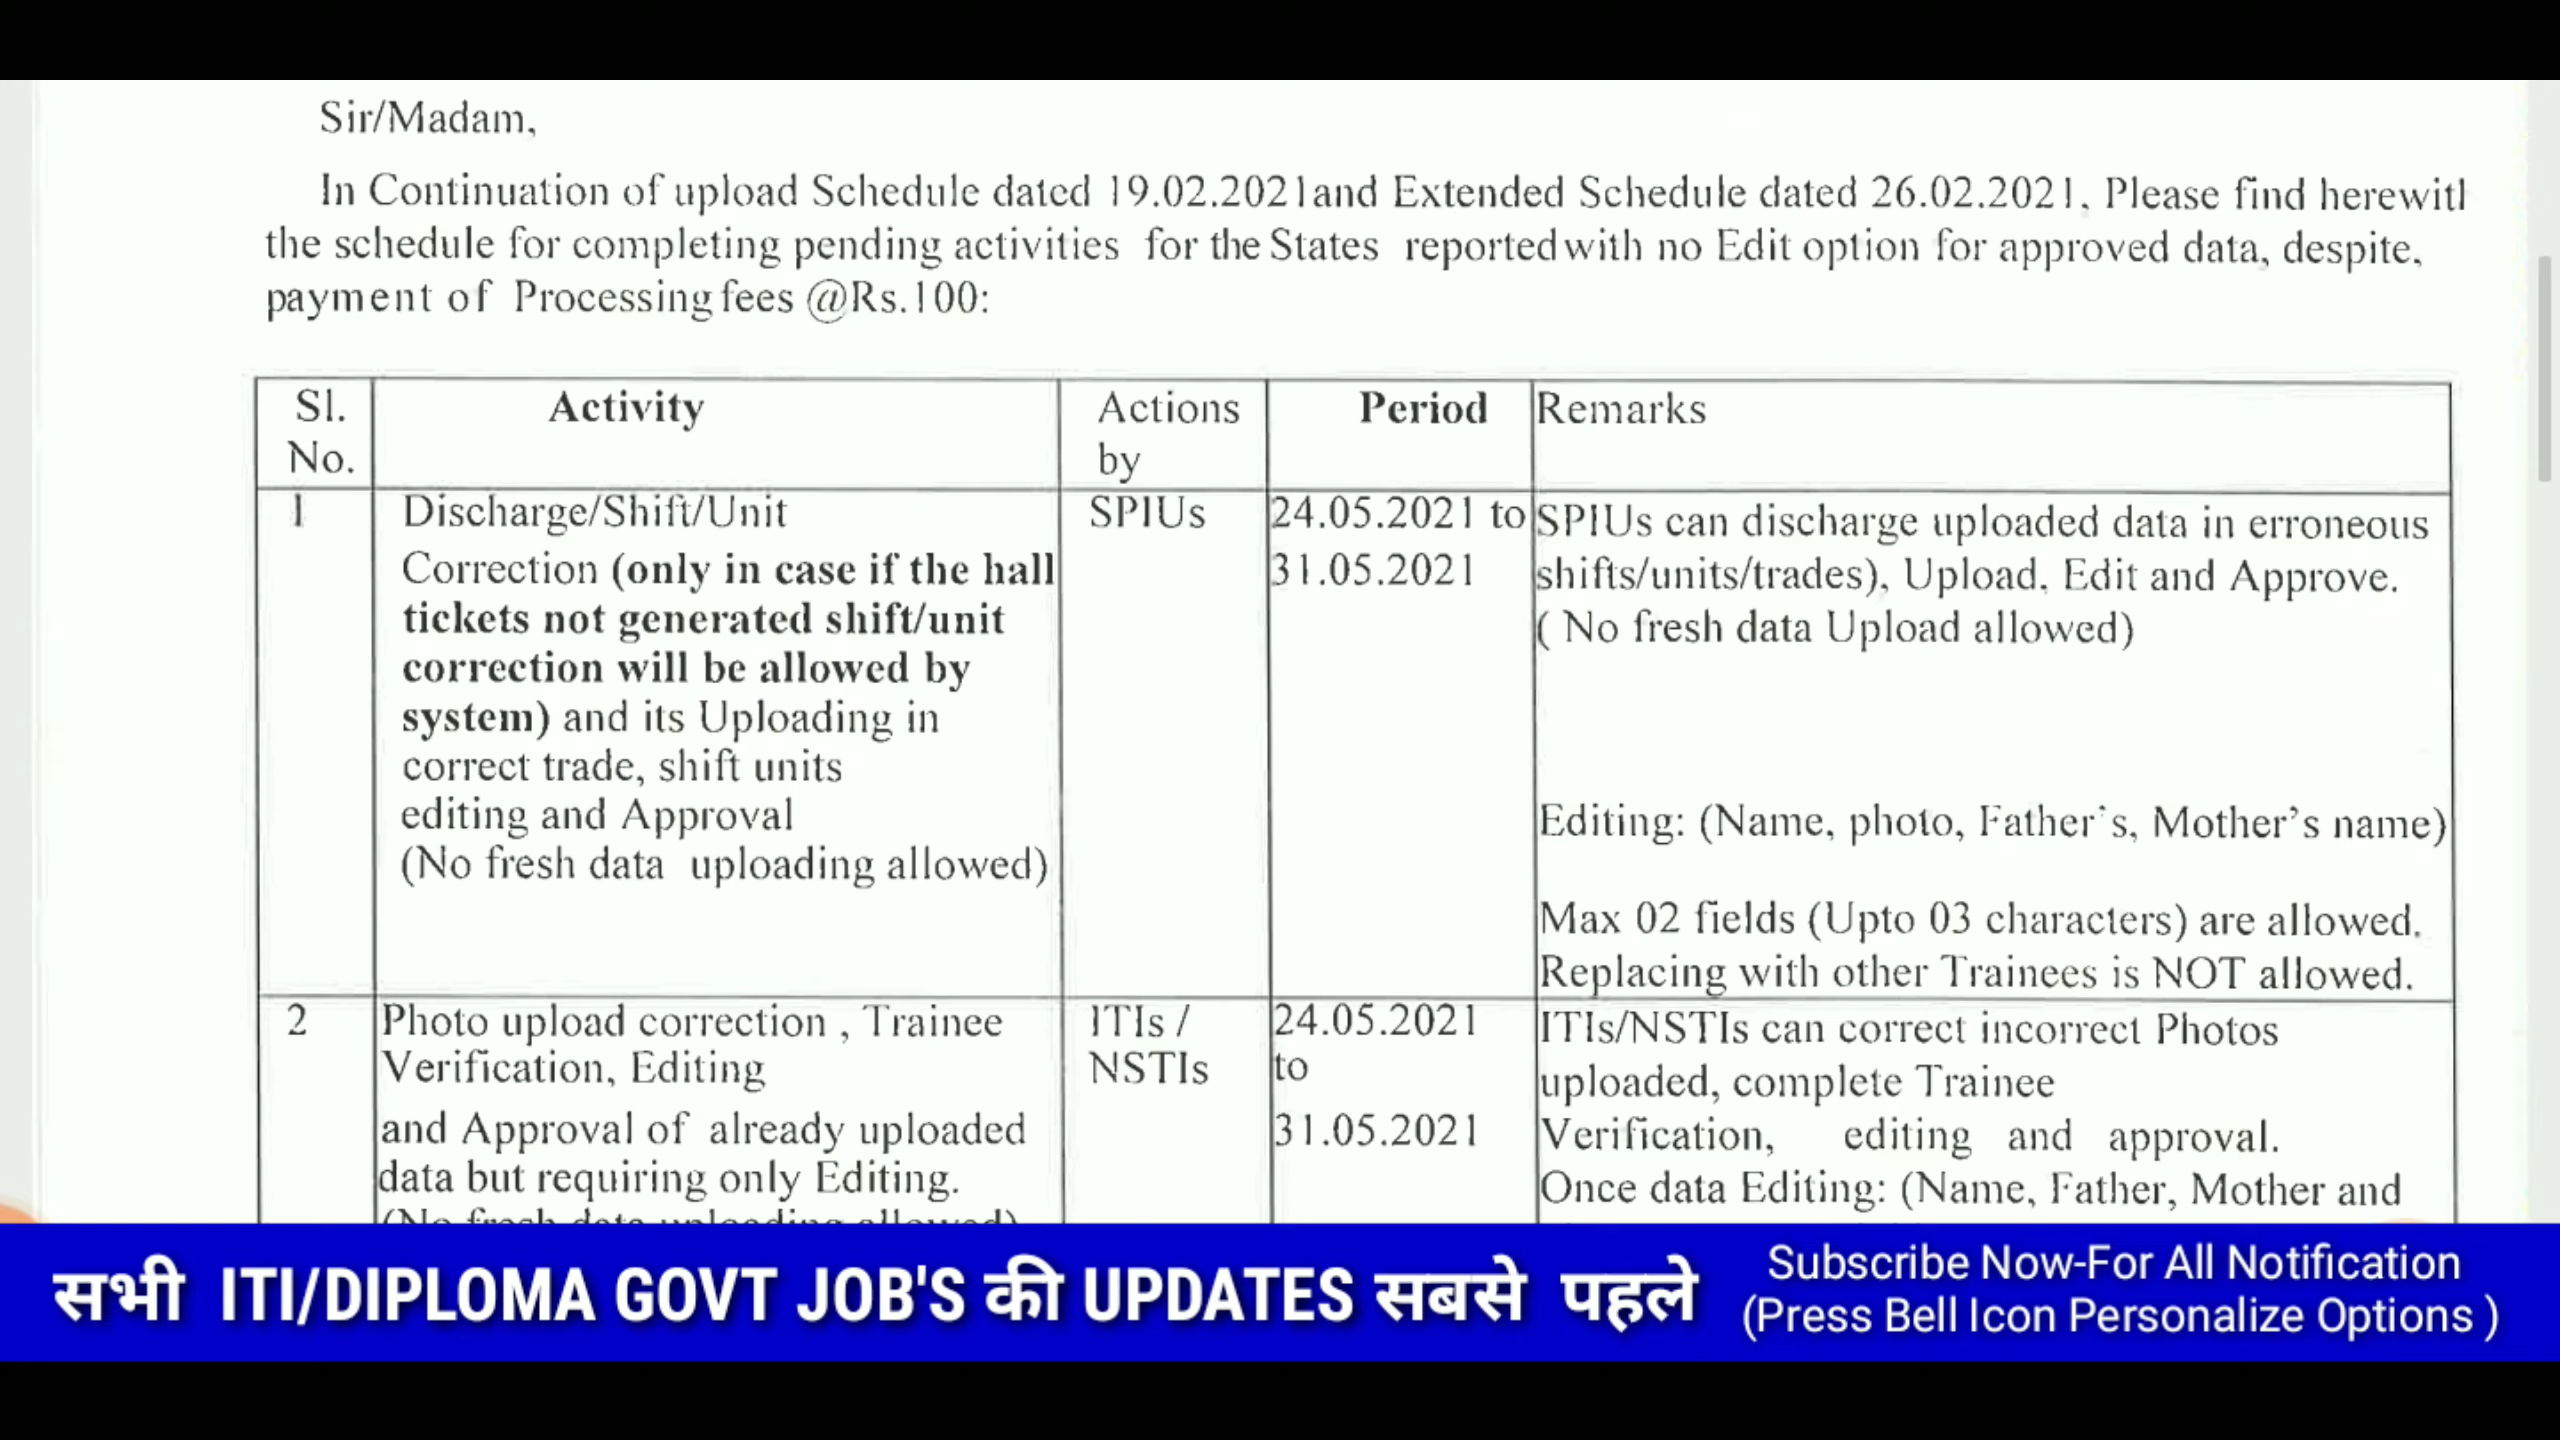 Sir/Madam,
In Continuation of upload Schedule dated 19.02.2021and Extended Schedule dated 26.02.2021. Please find
the schedule for completing pending activities for the States reported with no Edit option for approved data, despite,
payment of Processing fees @Rs.100:
Sl. No. Activity Actions by Period Remarks
1
Discharge/Shift/Unit
Correction (only in case if the hall
tickets not generated shift/unit
correction will be allowed by
system) and its Uploading in
correct trade, shift units
editing and Approval
(No fresh data uploading allowed)
SPIUs
24.05.2021 to
31.05.2021
SPIUs can discharge uploaded data in erroneous
shifts/units/trades), Upload, Edit and Approve.
( No fresh data Upload allowed)
Editing: (Name, photo, Father's, Mother's name)
Max 02 fields (Upto 03 characters) are allowed.
Replacing with other Trainees is NOT allowed.
2
Photo upload correction , Trainee
Verification, Editing
and Approval of already uploaded
data but requiring only Editing.
ITIs /
NSTIs
24.05.2021
to
31.05.2021
ITIs/NSTIs can correct incorrect Photos
uploaded, complete Trainee
Verification, editing and approval.
Once data Editing: (Name, Father, Mother and
सभी ITI/DIPLOMA GOVT JOB'S की UPDATES सबसे पहले
Subscribe Now-For All Notification
(Press Bell Icon Personalize Options )